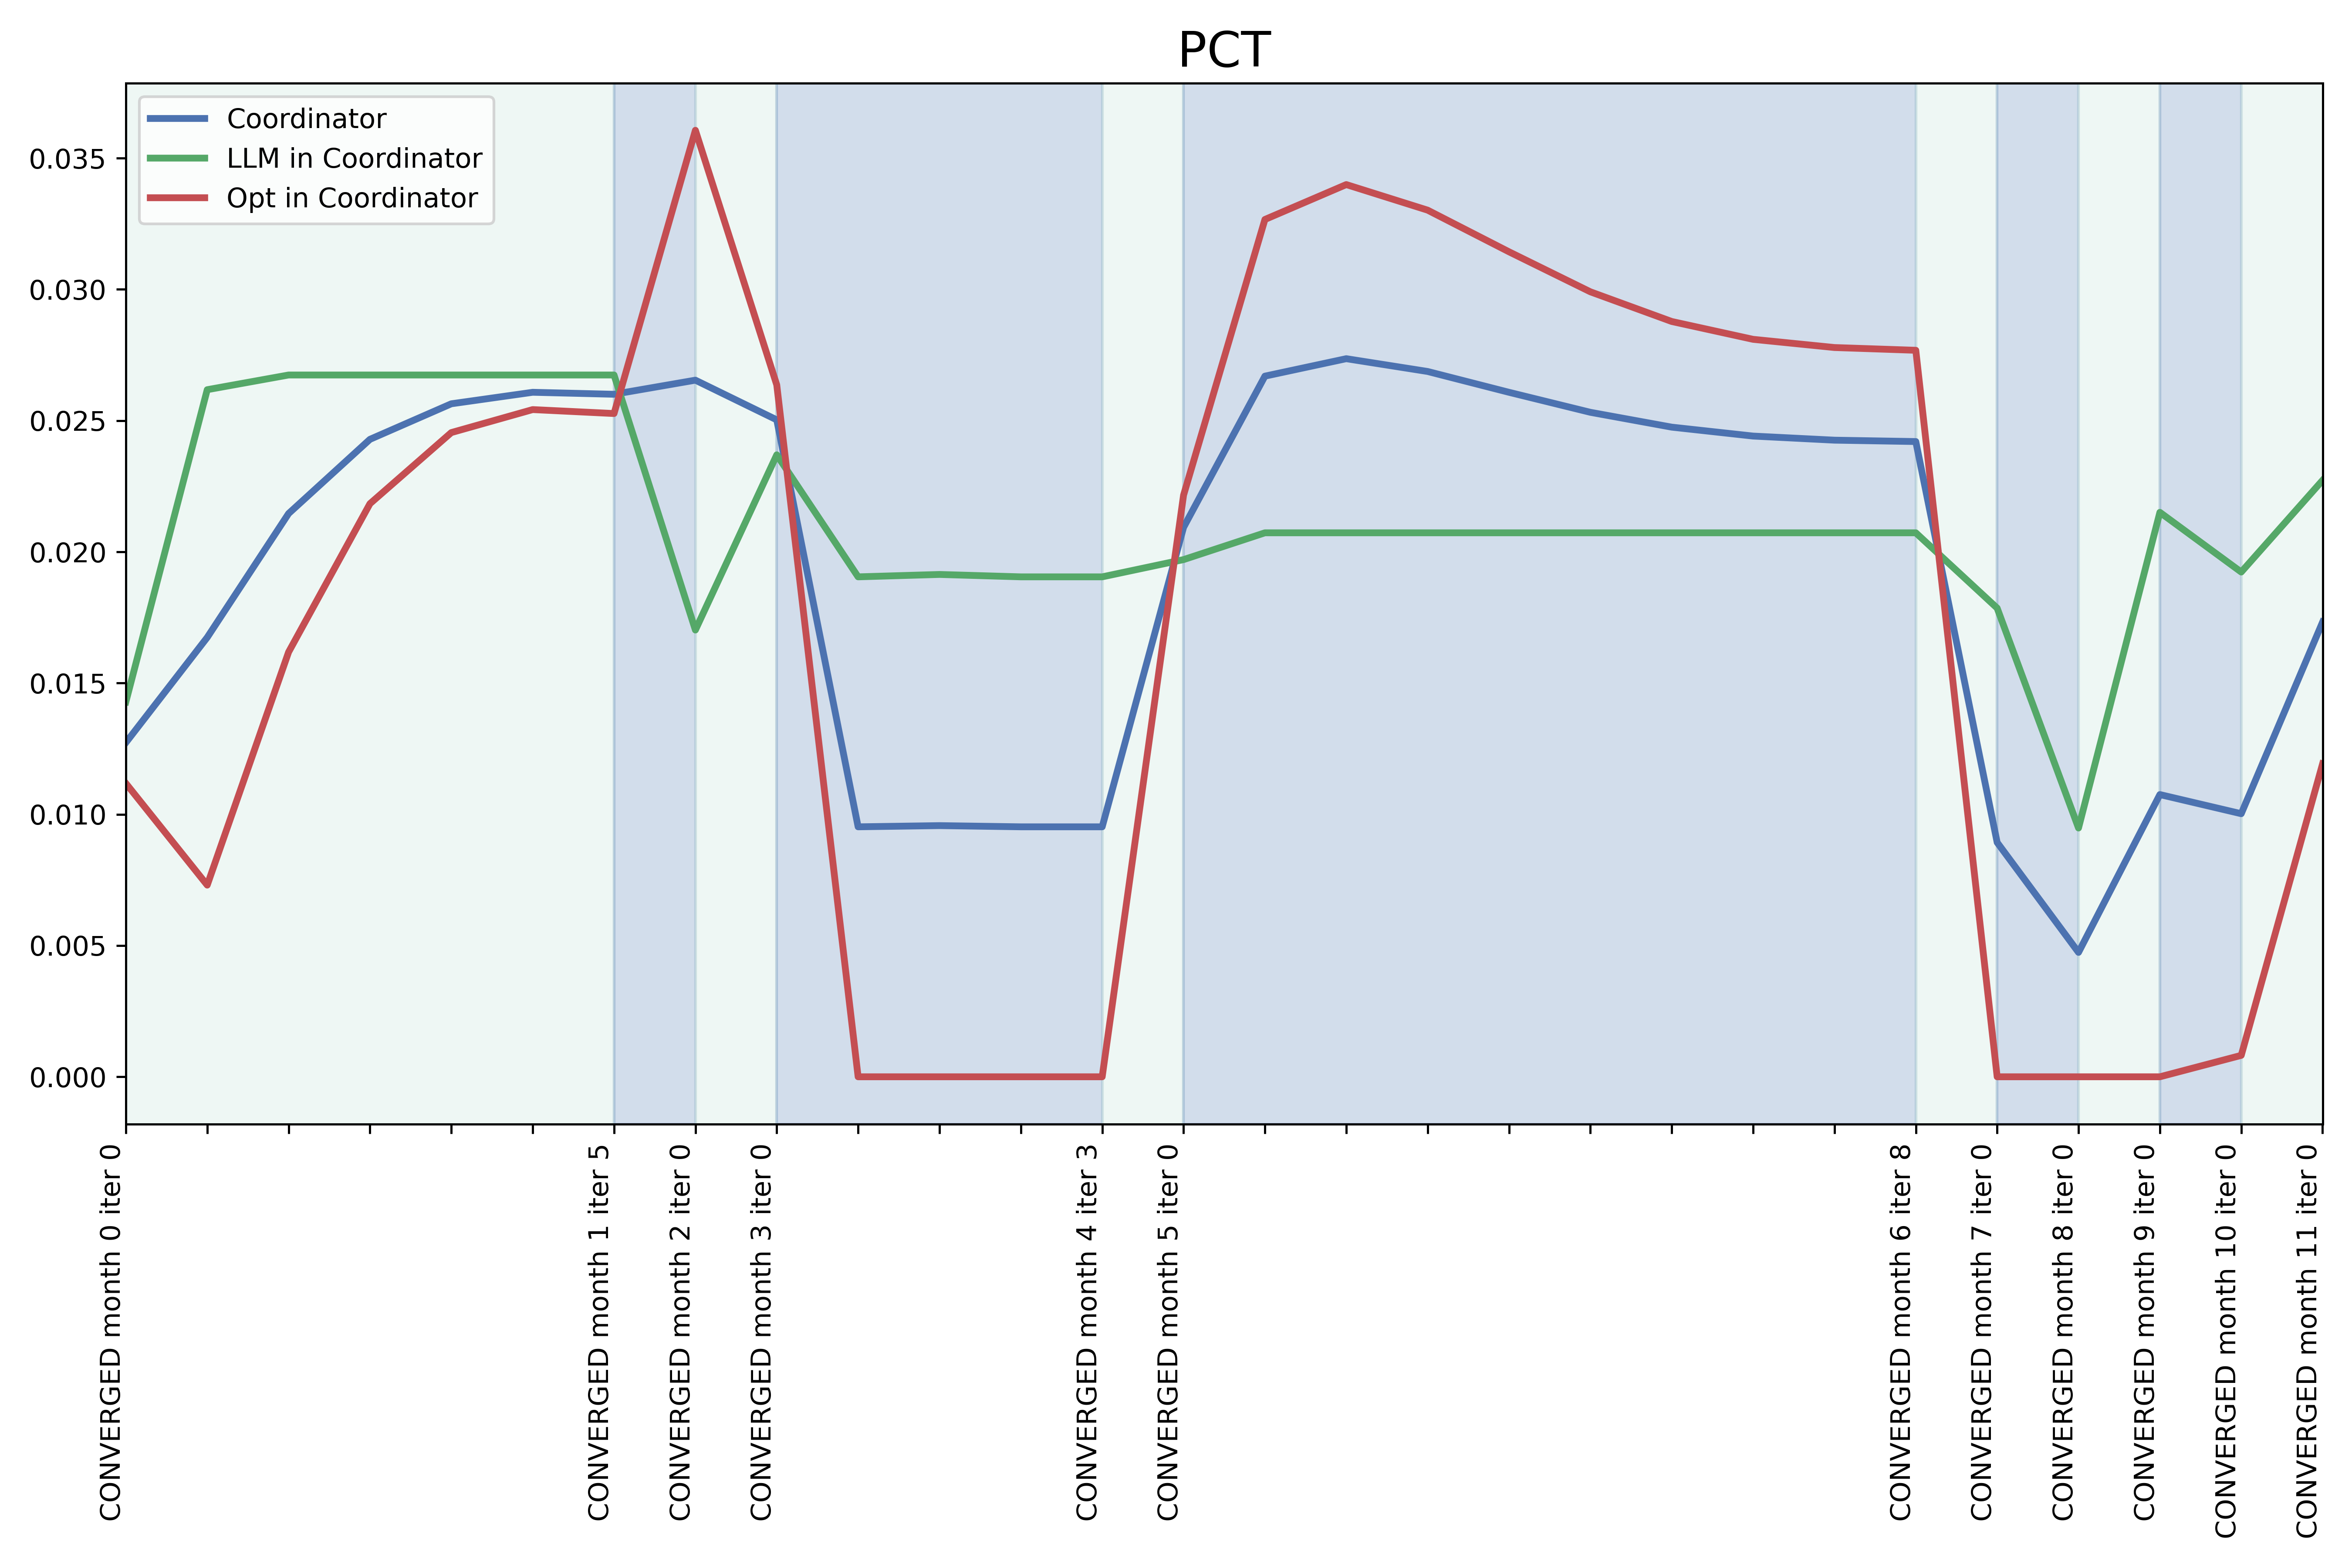 PCT
Coordinator
LLM in Coordinator
Opt in Coordinator
0.035
0.030
0.025
0.020
0.015
0.010
0.005
0.000
CONVERGED month 0 iter 0
CONVERGED month 1 iter 5
CONVERGED month 2 iter 0
CONVERGED month 3 iter 0
CONVERGED month 4 iter 3
CONVERGED month 5 iter 0
CONVERGED month 6 iter 8
CONVERGED month 7 iter 0
CONVERGED month 8 iter 0
CONVERGED month 9 iter 0
CONVERGED month 10 iter 0
CONVERGED month 11 iter 0